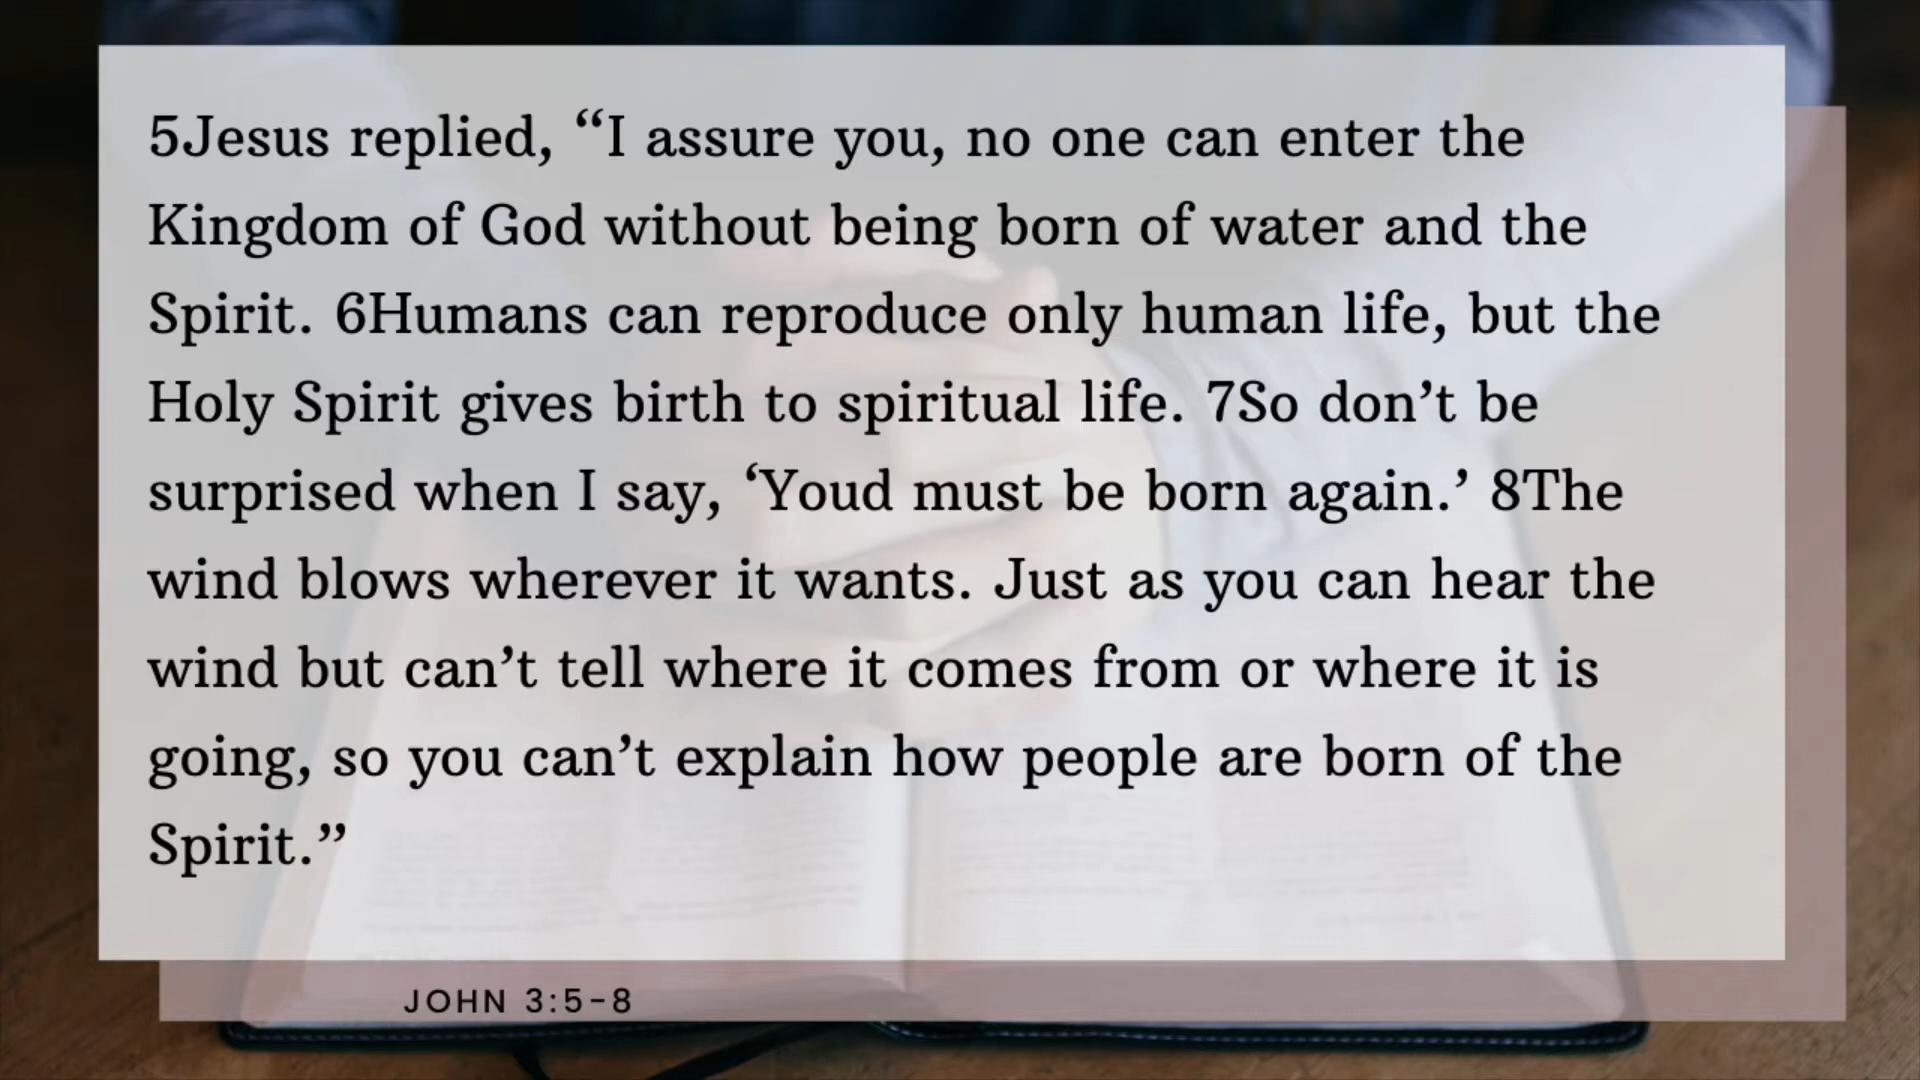 5Jesus replied, “I assure you, no one can enter the
Kingdom of God without being born of water and the
Spirit. 6Humans can reproduce only human life, but the
Holy Spirit gives birth to spiritual life. 7So don’t be
surprised when I say, ‘Youd must be born again.’ 8The
wind blows wherever it wants. Just as you can hear the
wind but can’t tell where it comes from or where it is
going, so you can’t explain how people are born of the
Spirit.”
JOHN 3:5-8